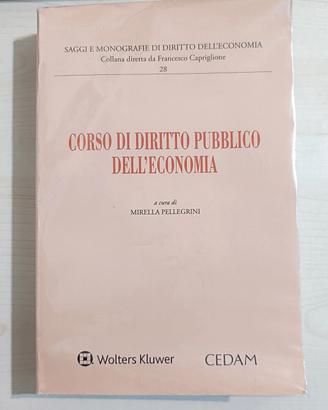 SAGGI E MONOGRAFIE DI DIRITTO DELL'ECONOMIA
Collana diretta da Francesco Capriglione
28
CORSO DI DIRITTO PUBBLICO
DELL'ECONOMIA
a cura di
MIRELLA PELLEGRINI
Wolters Kluwer CEDAM